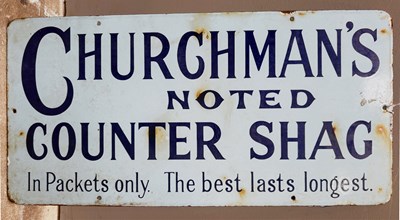 CHURCHMAN'S
NOTED
COUNTER SHAG
In Packets only. The best lasts longest.